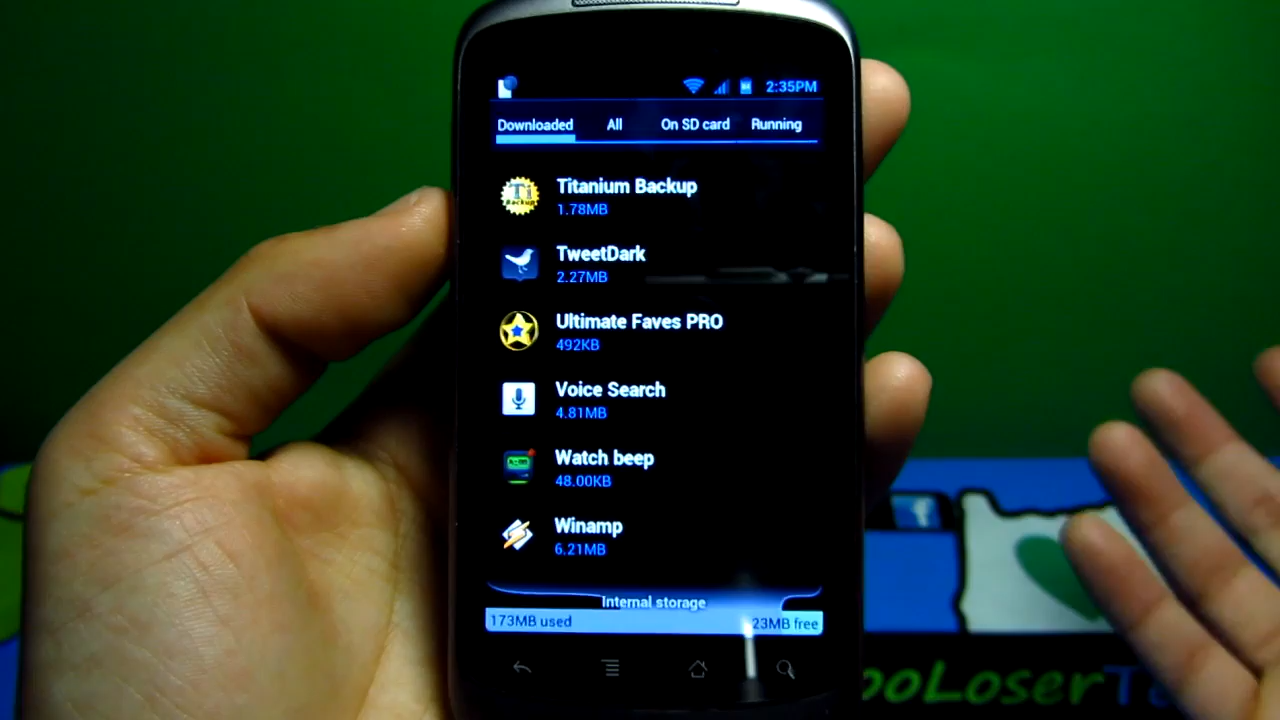 2:35PM
Downloaded All On SD card Running
Titanium Backup
1.78MB
TweetDark
2.27MB
Ultimate Faves PRO
492KB
Voice Search
4.81MB
Watch beep
48.00KB
Winamp
6.21MB
Internal storage
173MB used 23MB free
ooLoserT